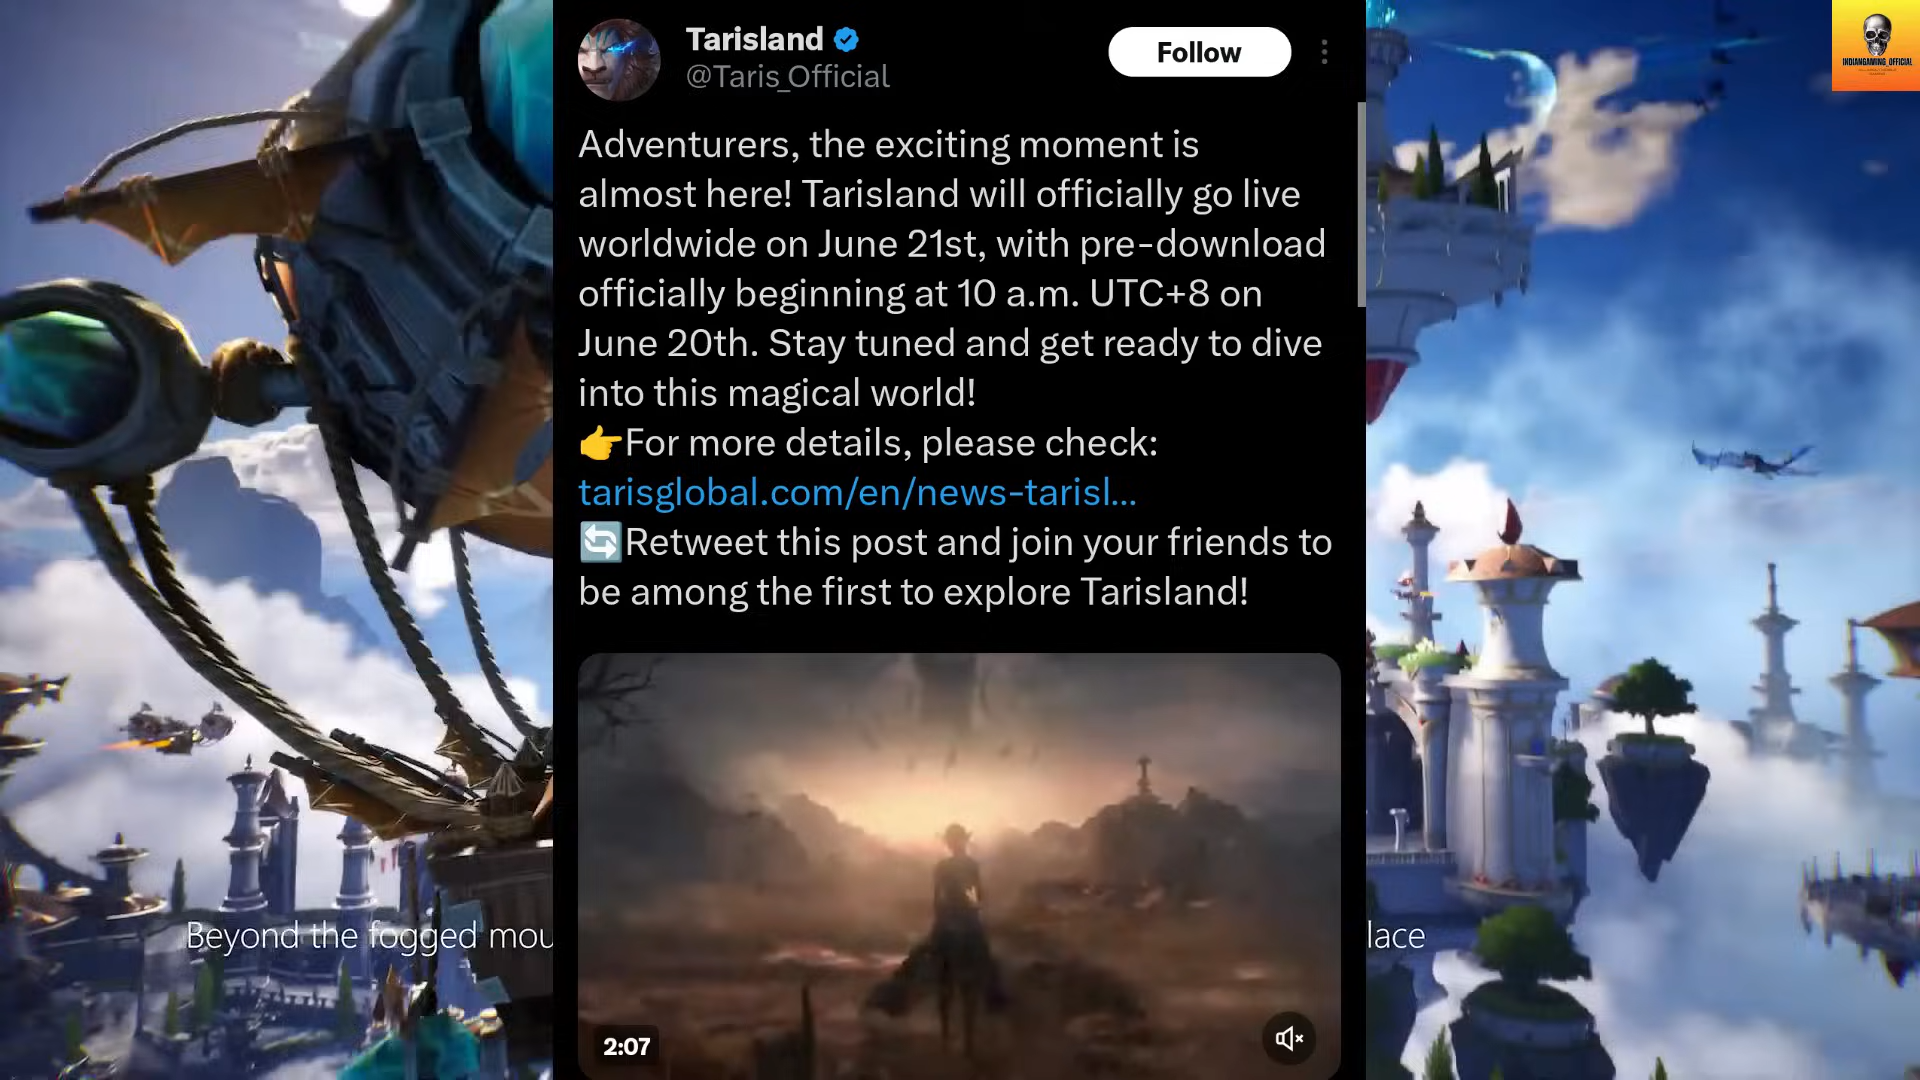 Tarisland
@Taris_Official
Follow
INDIANGAMING_OFFICIAL
Adventurers, the exciting moment is
almost here! Tarisland will officially go live
worldwide on June 21st, with pre-download
officially beginning at 10 a.m. UTC+8 on
June 20th. Stay tuned and get ready to dive
into this magical world!
👉For more details, please check:
tarisglobal.com/en/news-tarisl...
🔄Retweet this post and join your friends to
be among the first to explore Tarisland!
Beyond the fogged mou
lace
2:07